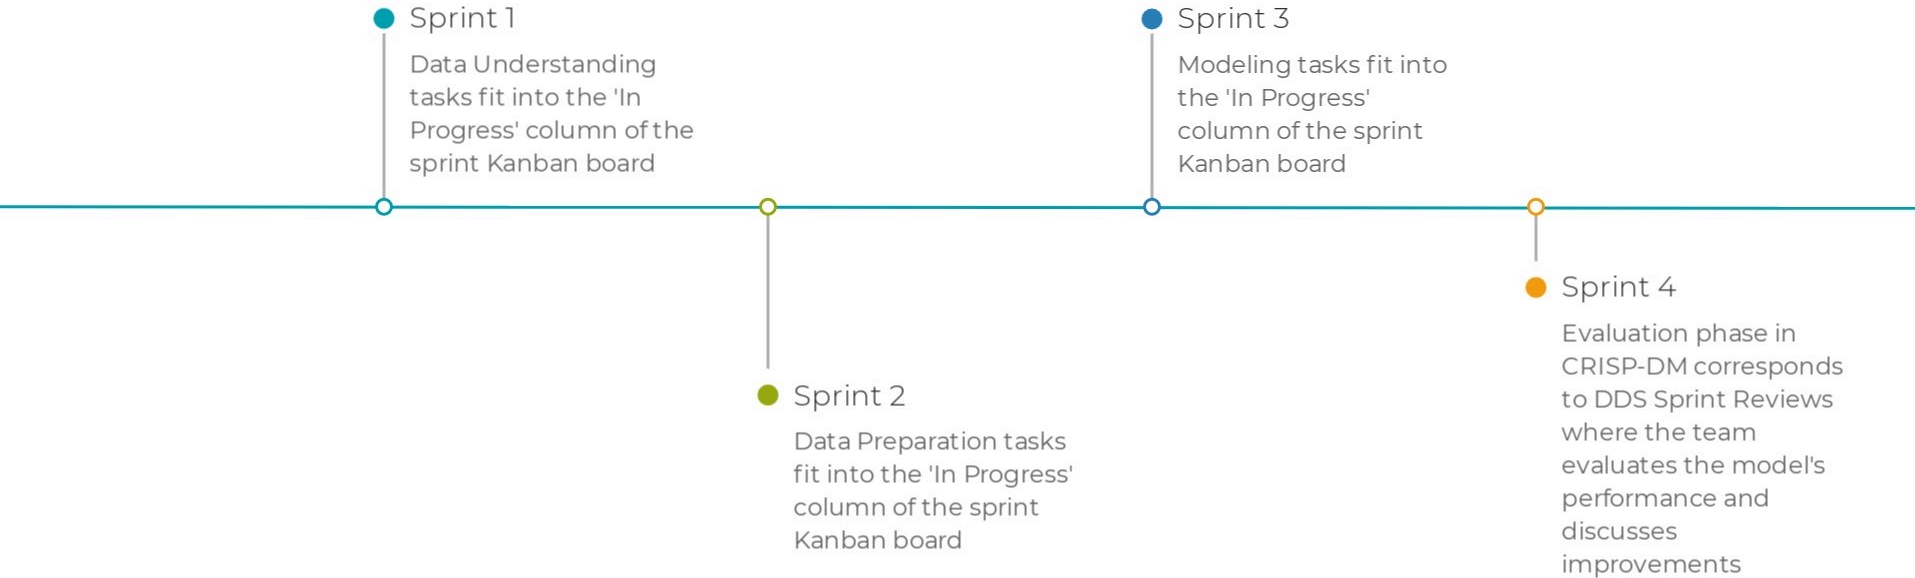 Sprint 1
Data Understanding
tasks fit into the 'In
Progress' column of the
sprint Kanban board
Sprint 2
Data Preparation tasks
fit into the 'In Progress'
column of the sprint
Kanban board
Sprint 3
Modeling tasks fit into
the 'In Progress'
column of the sprint
Kanban board
Sprint 4
Evaluation phase in
CRISP-DM corresponds
to DDS Sprint Reviews
where the team
evaluates the model's
performance and
discusses
improvements